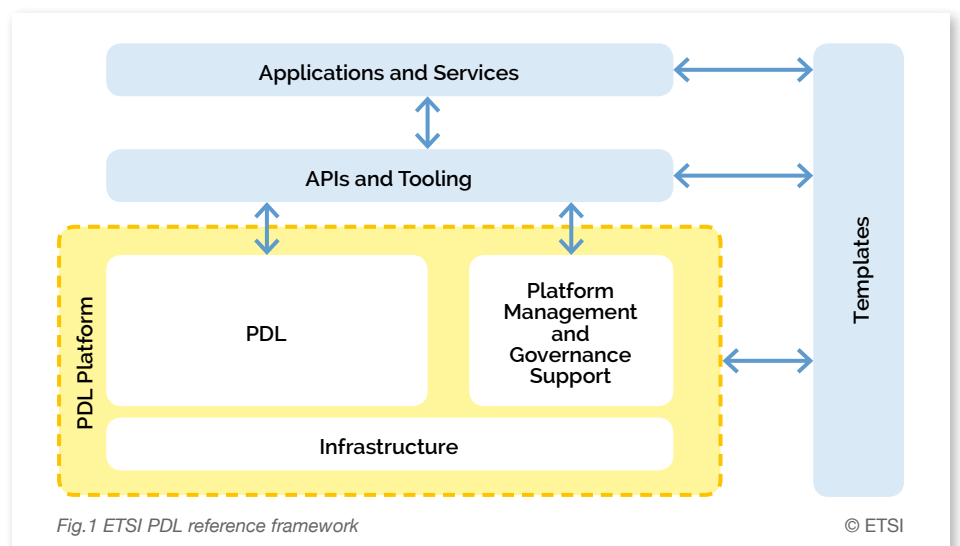 Applications and Services
APIs and Tooling
Templates
PDL Platform
PDL
Platform
Management
and
Governance
Support
Infrastructure
Fig.1 ETSI PDL reference framework
© ETSI